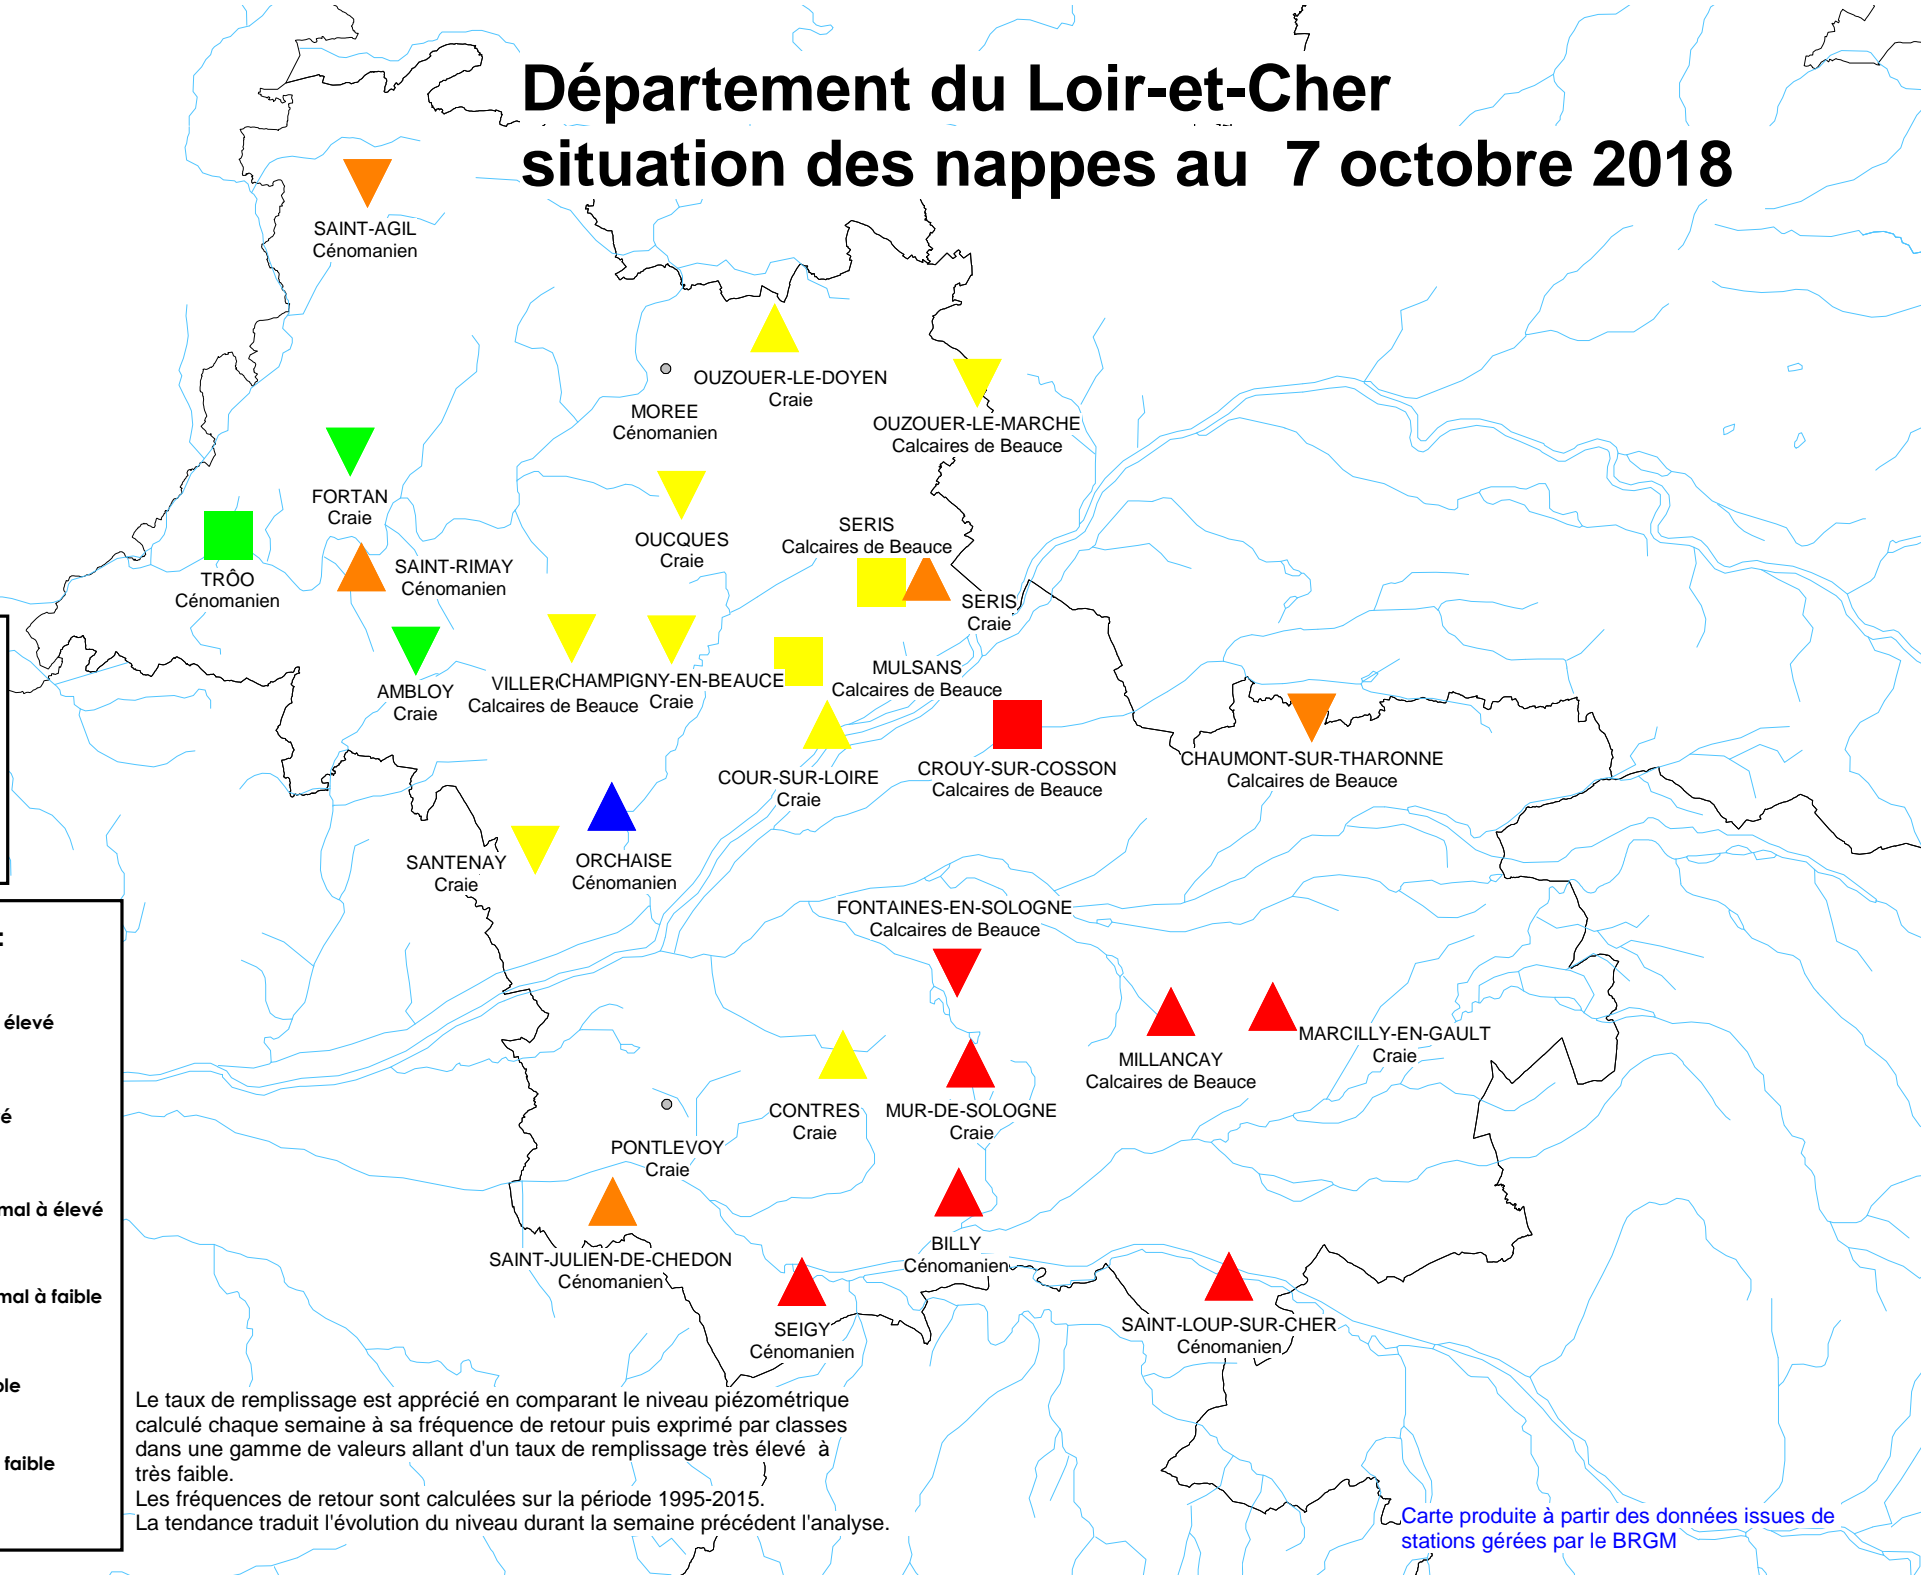 Département du Loir-et-Cher
situation des nappes au 7 octobre 2018
SAINT-AGIL
Cénomanien
OUZOUER-LE-DOYEN
Craie
MOREE
Cénomanien
OUZOUER-LE-MARCHE
Calcaires de Beauce
FORTAN
Craie
OUCQUES
Craie
SERIS
Calcaires de Beauce
TRÔO
Cénomanien
SAINT-RIMAY
Cénomanien
SERIS
Craie
AMBLOY
Craie
Calcaires de Beauce
CHAMPIGNY-EN-BEAUCE
Craie
MULSANS
Calcaires de Beauce
COUR-SUR-LOIRE
Craie
CROUY-SUR-COSSON
Calcaires de Beauce
CHAUMONT-SUR-THARONNE
Calcaires de Beauce
SANTENAY
Craie
ORCHAISE
Cénomanien
FONTAINES-EN-SOLOGNE
Calcaires de Beauce
MARCILLY-EN-GAULT
Craie
MILLANCAY
Calcaires de Beauce
CONTRES
Craie
MUR-DE-SOLOGNE
Craie
PONTLEVOY
Craie
SAINT-JULIEN-DE-CHEDON
Cénomanien
BILLY
Cénomanien
SEIGY
Cénomanien
SAINT-LOUP-SUR-CHER
Cénomanien
:
élevé
mal à élevé
mal à faible
faible
Le taux de remplissage est apprécié en comparant le niveau piézométrique
calculé chaque semaine à sa fréquence de retour puis exprimé par classes
dans une gamme de valeurs allant d'un taux de remplissage très élevé à
très faible.
Les fréquences de retour sont calculées sur la période 1995-2015.
La tendance traduit l'évolution du niveau durant la semaine précédent l'analyse.
Carte produite à partir des données issues de
stations gérées par le BRGM